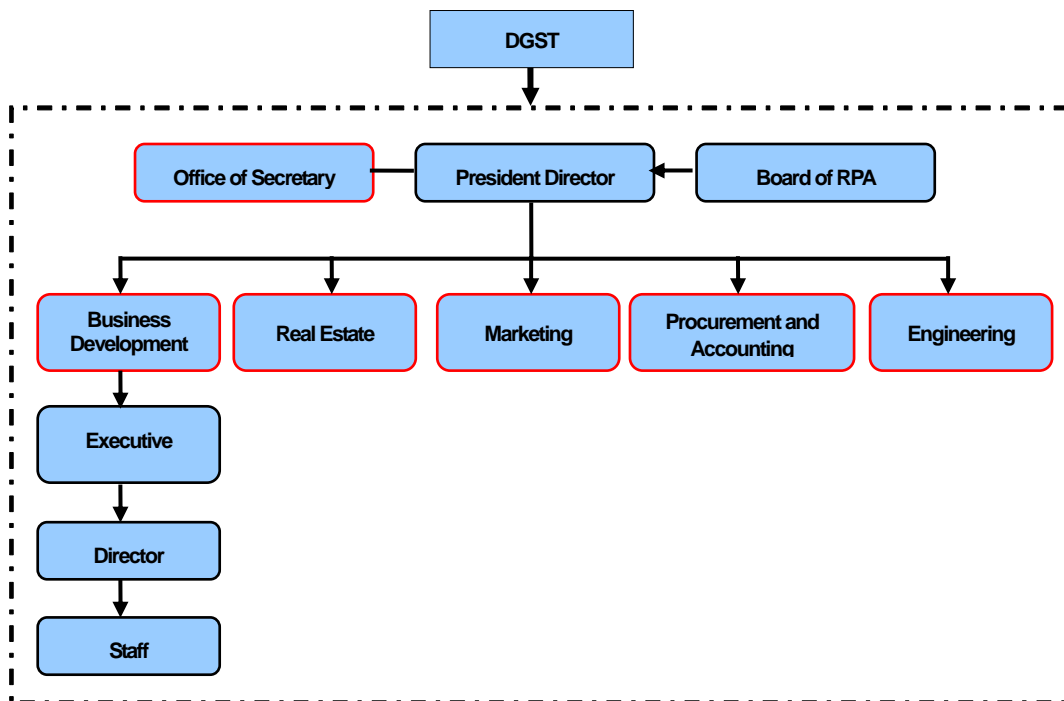 DGST
Office of Secretary
President Director
Board of RPA
Business
Development
Real Estate
Marketing
Procurement and
Accounting
Engineering
Executive
Director
Staff